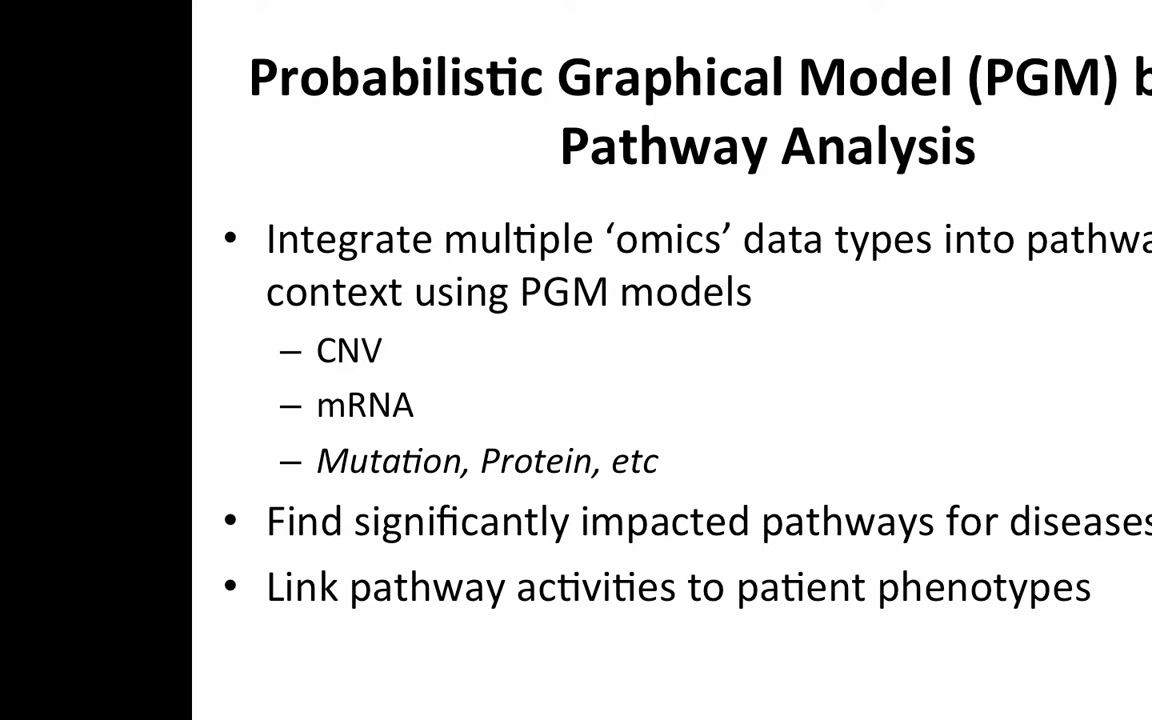 Probabilistic Graphical Model (PGM)
Pathway Analysis
• Integrate multiple ‘omics’ data types into
context using PGM models
– CNV
– mRNA
– Mutation, Protein, etc
• Find significantly impacted pathways for diseases
• Link pathway activities to patient phenotypes